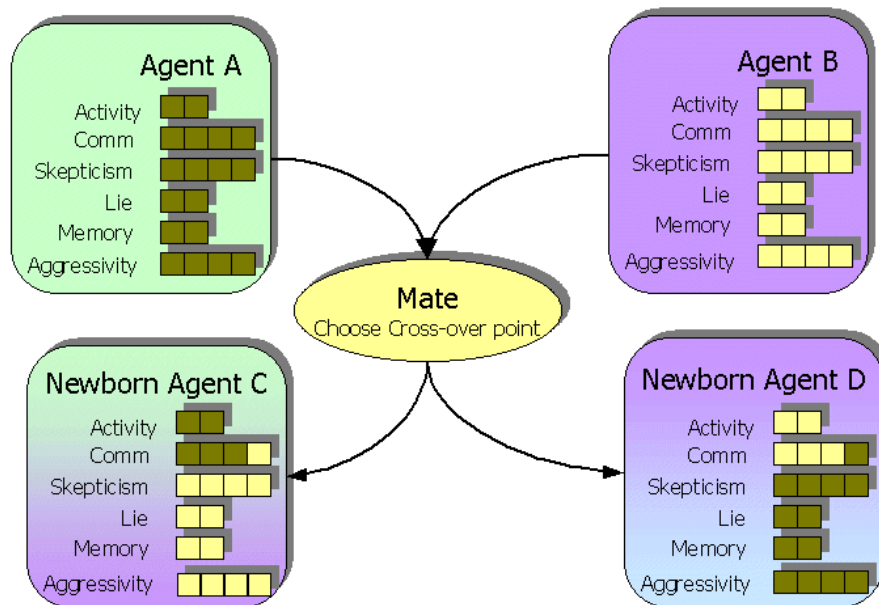 Agent A
Activity
Comm
Skepticism
Lie
Memory
Aggressivity
Agent B
Activity
Comm
Skepticism
Lie
Memory
Aggressivity
Mate
Choose Cross-over point
Newborn Agent C
Activity
Comm
Skepticism
Lie
Memory
Aggressivity
Newborn Agent D
Activity
Comm
Skepticism
Lie
Memory
Aggressivity